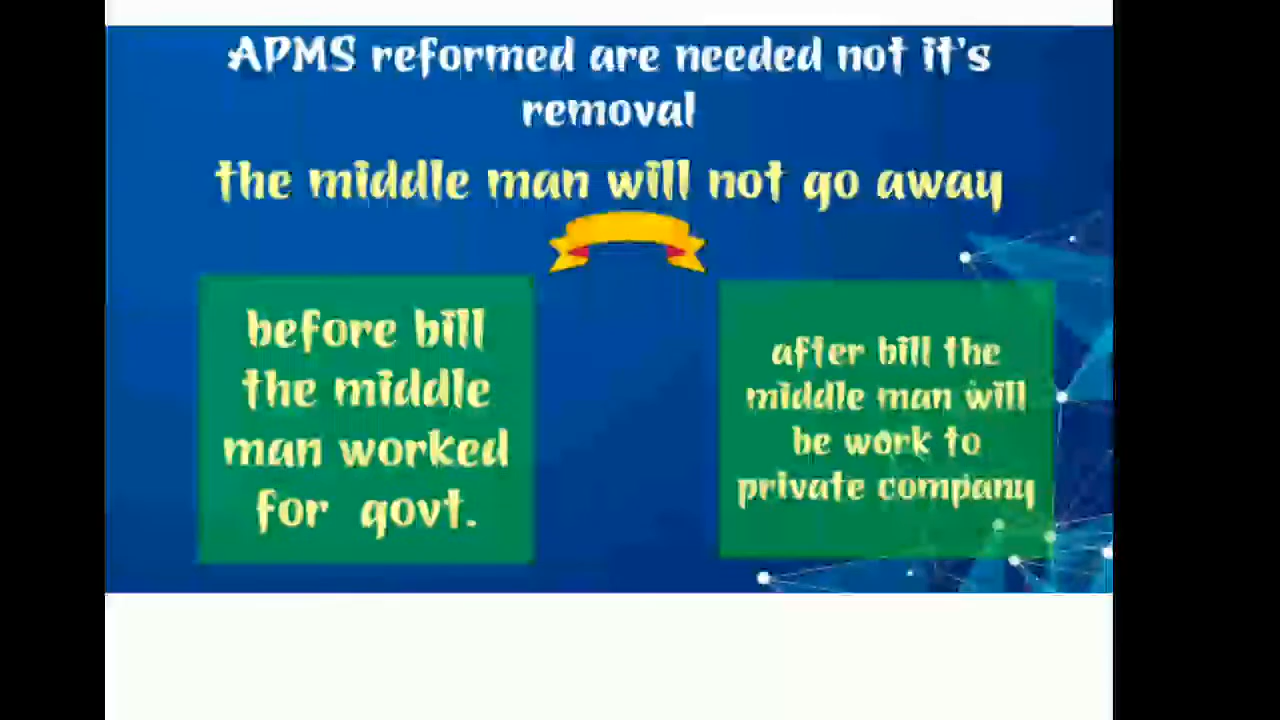 APMS reformed are needed not it's
removal
the middle man will not go away
before bill
the middle
man worked
for govt.
after bill the
middle man will
be work to
private company